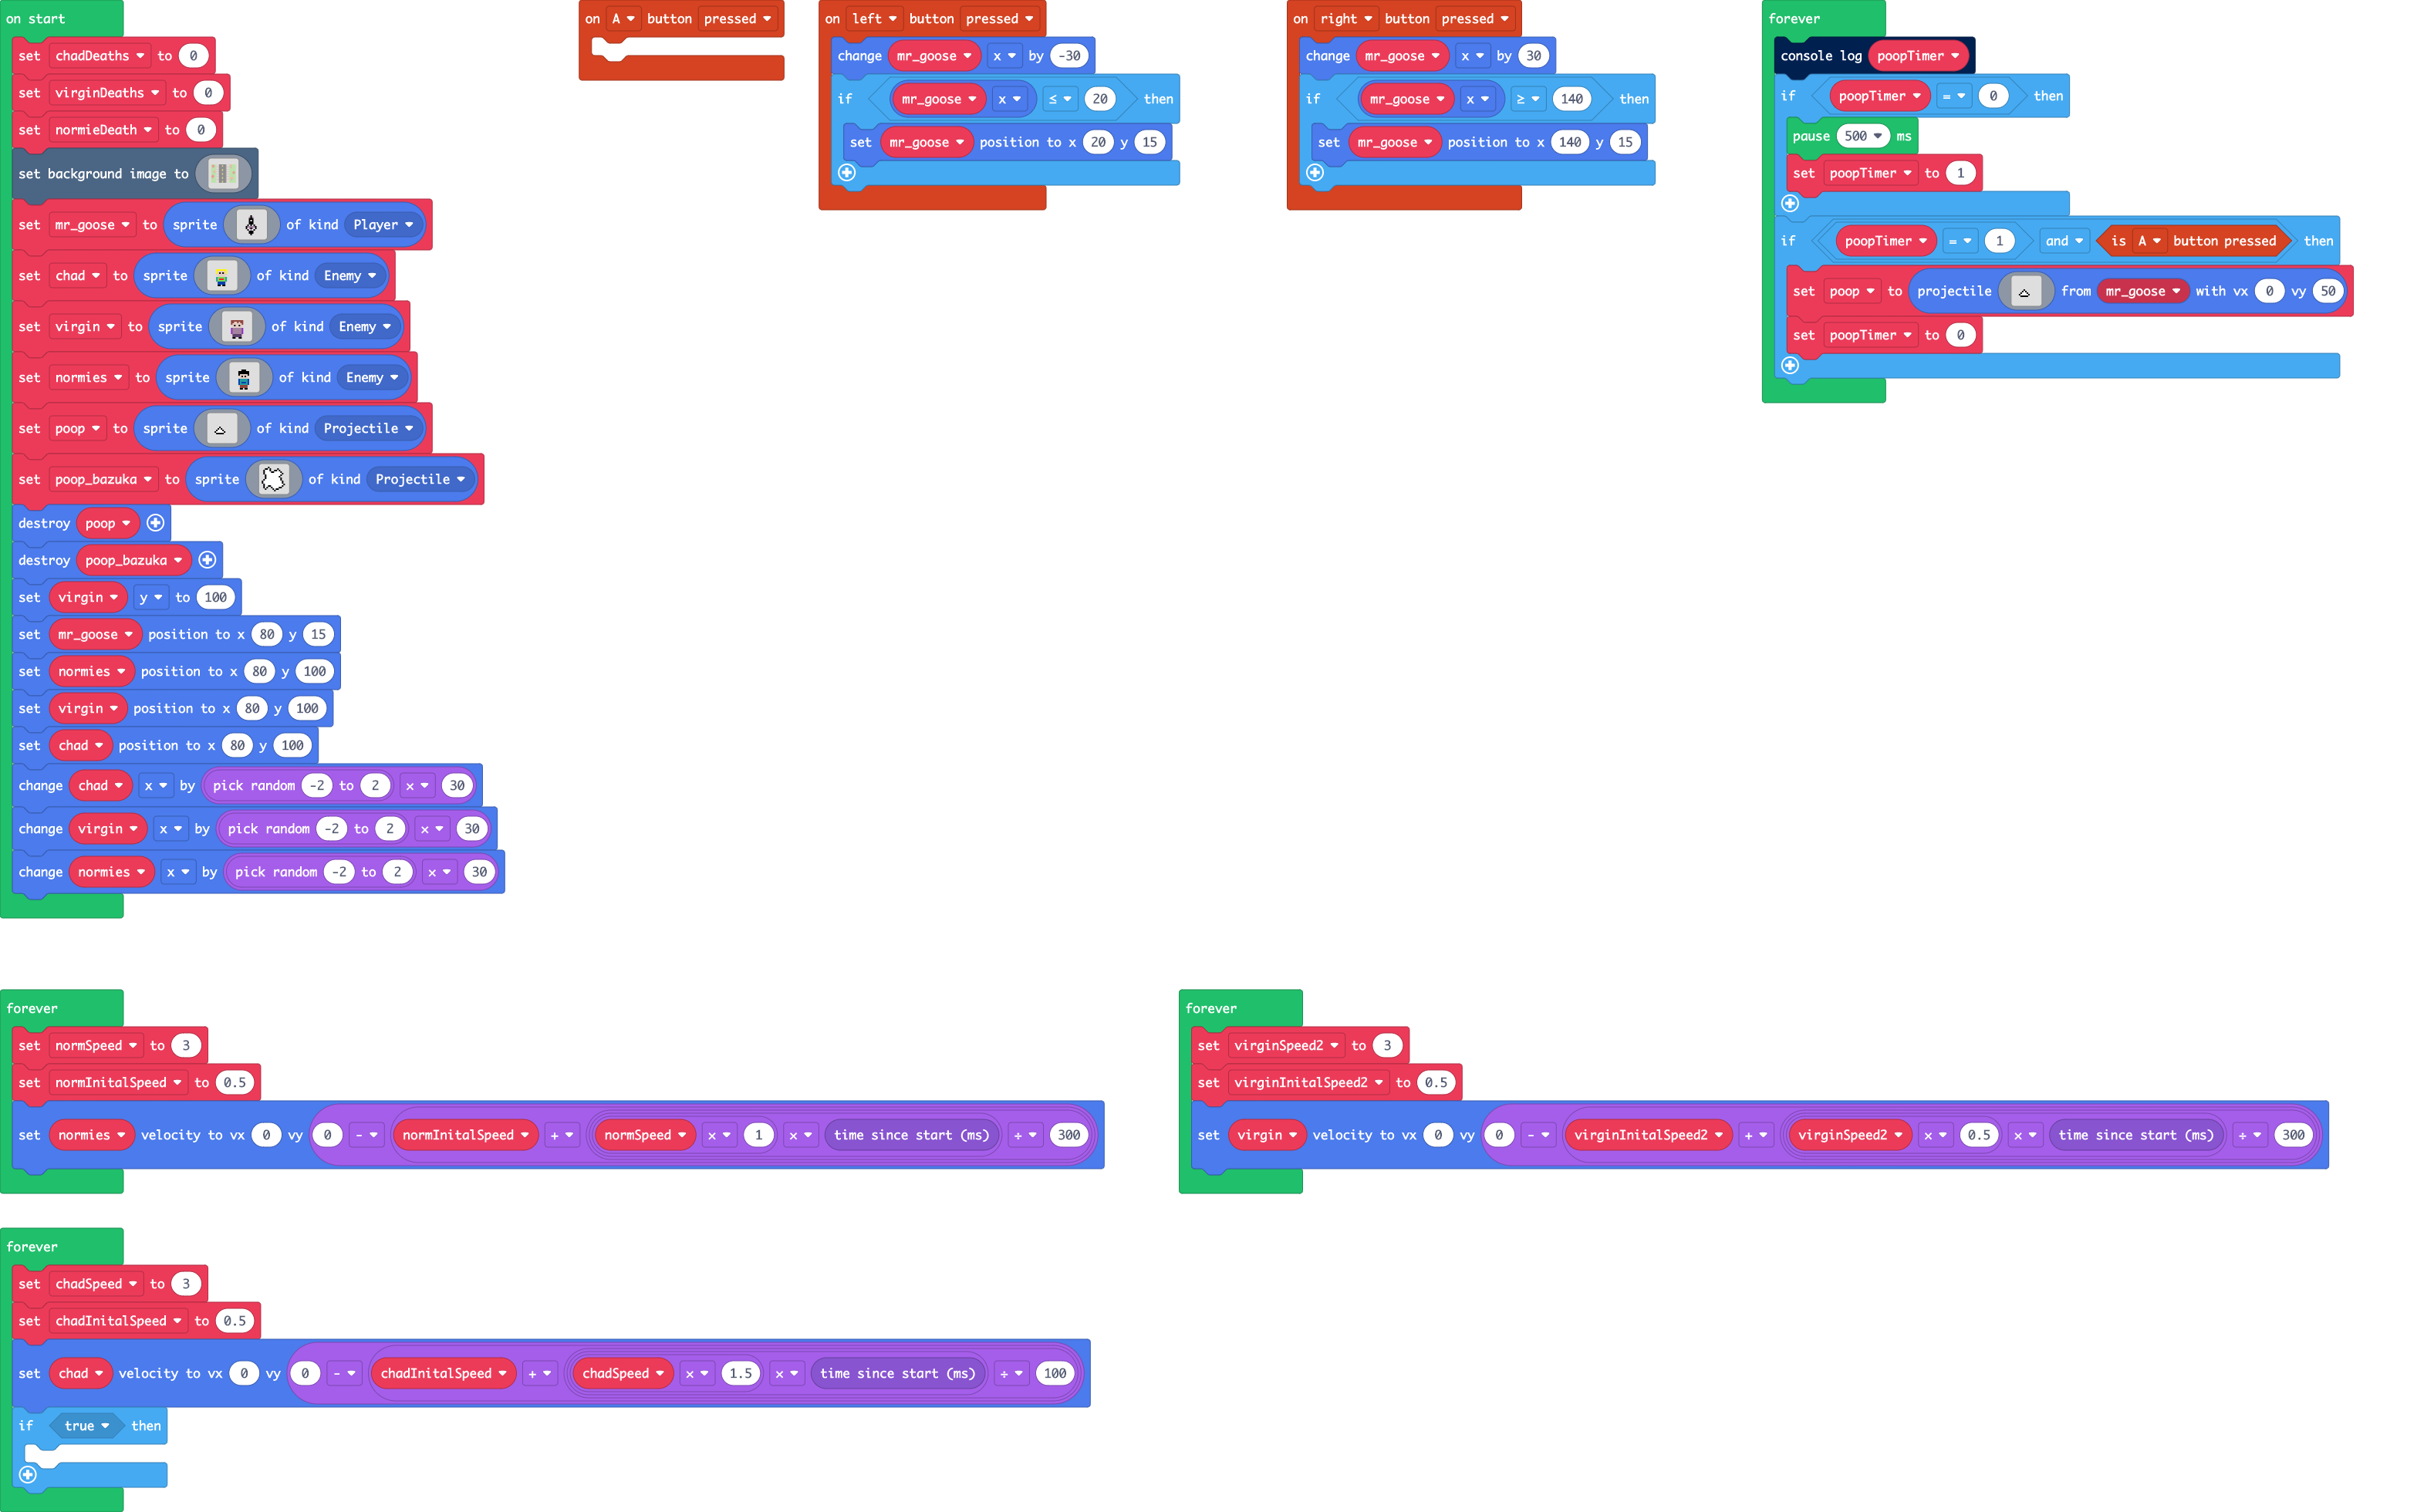 on start
set chadDeaths to 0
set virginDeaths to 0
set normieDeath to 0
set background image to
set mr_goose to sprite of kind Player
set chad to sprite of kind Enemy
set virgin to sprite of kind Enemy
set normies to sprite of kind Enemy
set poop to sprite of kind Projectile
set poop_bazuka to sprite of kind Projectile
destroy poop
destroy poop_bazuka
set virgin y to 100
set mr_goose position to x 80 y 15
set normies position to x 80 y 100
set virgin position to x 80 y 100
set chad position to x 80 y 100
change chad x by pick random -2 to 2 × 30
change virgin x by pick random -2 to 2 × 30
change normies x by pick random -2 to 2 × 30
on A button pressed
on left button pressed
change mr_goose x by -30
if mr_goose x ≤ 20 then
set mr_goose position to x 20 y 15
on right button pressed
change mr_goose x by 30
if mr_goose x ≥ 140 then
set mr_goose position to x 140 y 15
forever
console log poopTimer
if poopTimer = 0 then
pause 500 ms
set poopTimer to 1
if poopTimer = 1 and is A button pressed then
set poop to projectile from mr_goose with vx 0 vy 50
set poopTimer to 0
forever
set normSpeed to 3
set normInitalSpeed to 0.5
set normies velocity to vx 0 vy 0 - normInitalSpeed + normSpeed × 1 × time since start (ms) ÷ 300
forever
set virginSpeed2 to 3
set virginInitalSpeed2 to 0.5
set virgin velocity to vx 0 vy 0 - virginInitalSpeed2 + virginSpeed2 × 0.5 × time since start (ms) ÷ 300
forever
set chadSpeed to 3
set chadInitalSpeed to 0.5
set chad velocity to vx 0 vy 0 - chadInitalSpeed + chadSpeed × 1.5 × time since start (ms) ÷ 100
if true then